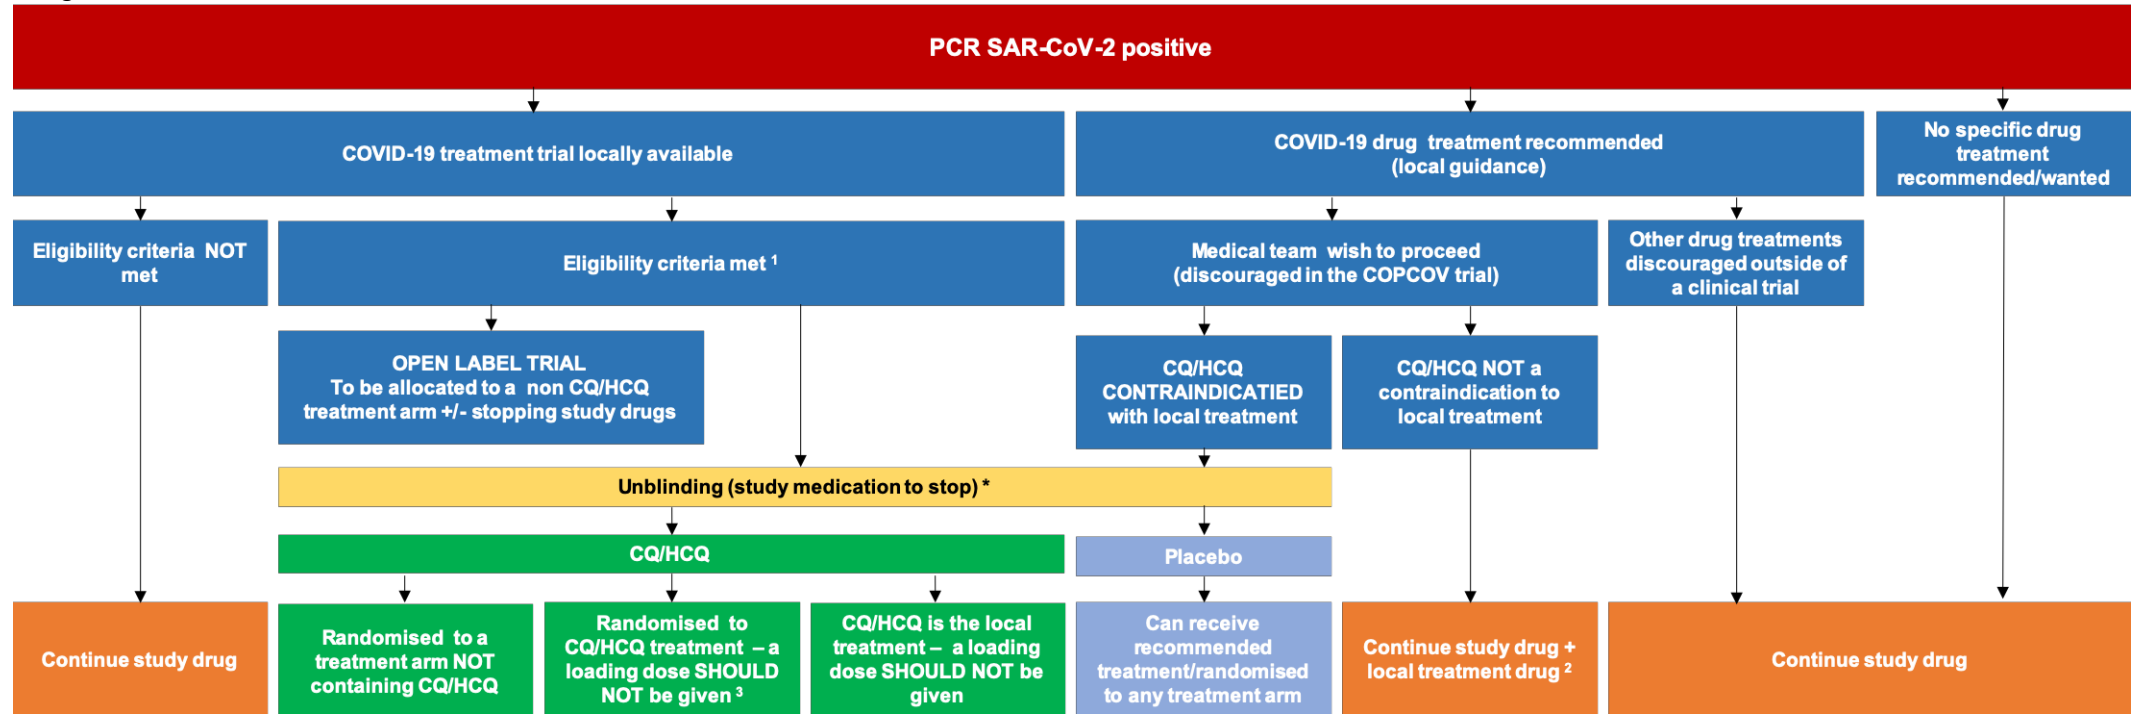 PCR SAR-CoV-2 positive
COVID-19 treatment trial locally available
COVID-19 drug treatment recommended
(local guidance)
No specific drug
treatment
recommended/wanted
Eligibility criteria NOT
met
Eligibility criteria met ¹
Medical team wish to proceed
(discouraged in the COPCOV trial)
Other drug treatments
discouraged outside of
a clinical trial
OPEN LABEL TRIAL
To be allocated to a non CQ/HCQ
treatment arm +/- stopping study drugs
CQ/HCQ
CONTRAINDICATIED
with local treatment
CQ/HCQ NOT a
contraindication to
local treatment
Unblinding (study medication to stop) *
CQ/HCQ
Placebo
Continue study drug
Randomised to a
treatment arm NOT
containing CQ/HCQ
Randomised to
CQ/HCQ treatment – a
loading dose SHOULD
NOT be given ³
CQ/HCQ is the local
treatment – a loading
dose SHOULD NOT be
given
Can receive
recommended
treatment/randomised
to any treatment arm
Continue study drug +
local treatment drug ²
Continue study drug